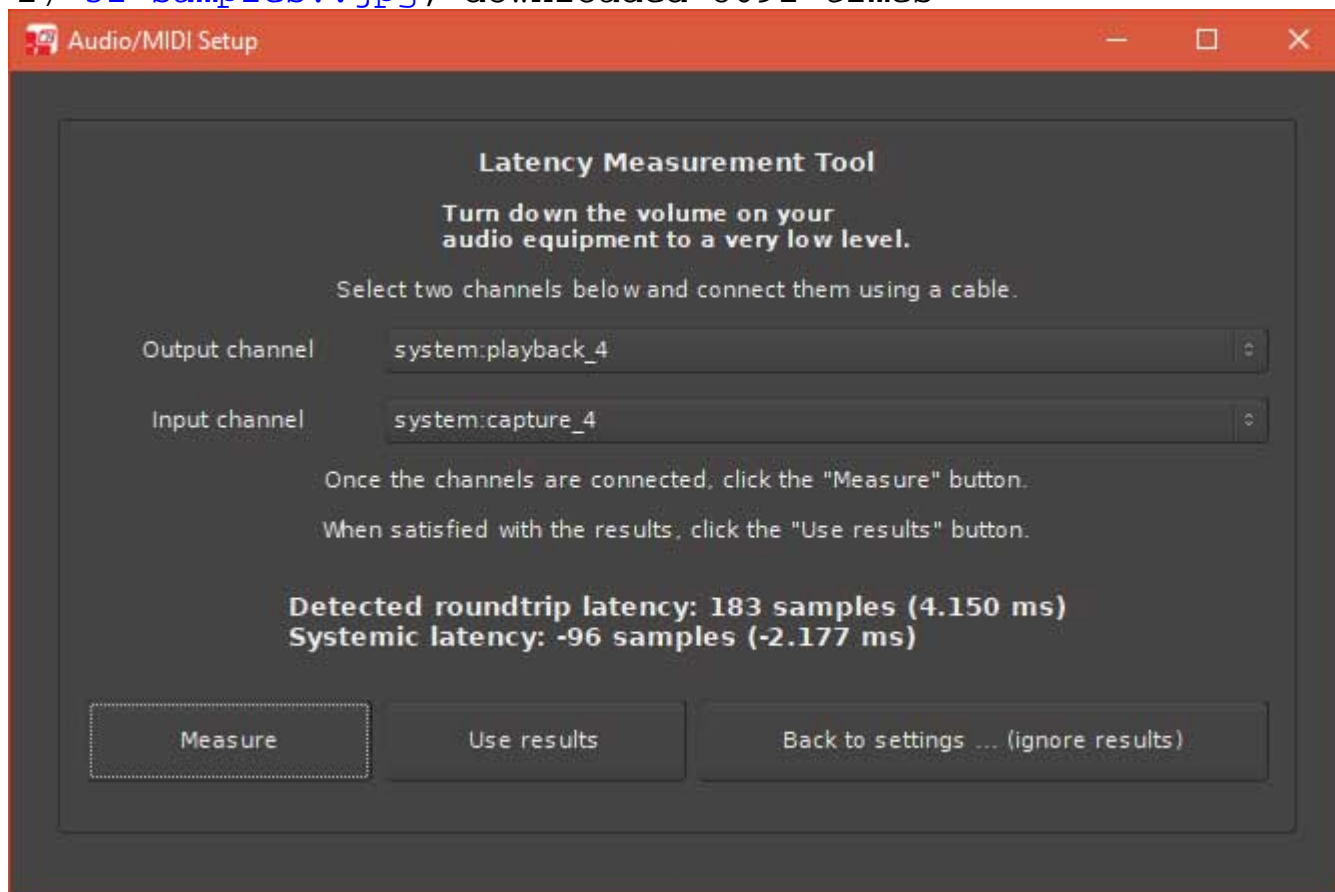 Audio/MIDI Setup
Latency Measurement Tool
Turn down the volume on your
audio equipment to a very low level.
Select two channels below and connect them using a cable.
Output channel system:playback_4
Input channel system:capture_4
Once the channels are connected, click the "Measure" button.
When satisfied with the results, click the "Use results" button.
Detected roundtrip latency: 183 samples (4.150 ms)
Systemic latency: -96 samples (-2.177 ms)
Measure Use results Back to settings ... (ignore results)